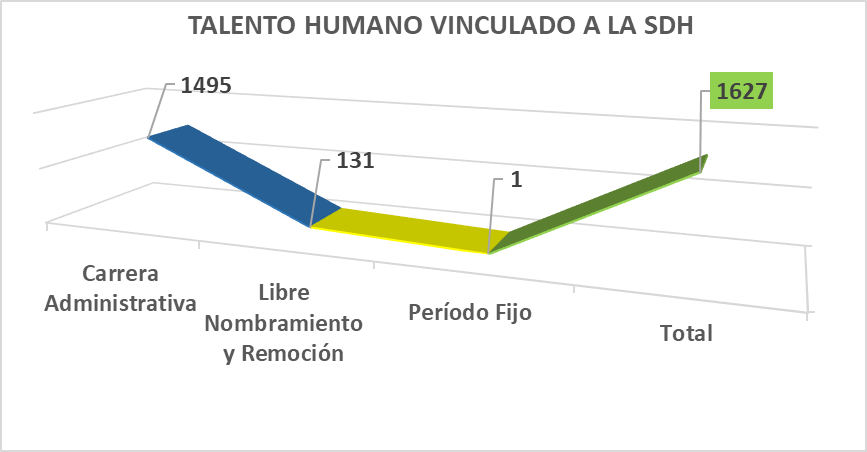 TALENTO HUMANO VINCULADO A LA SDH
1495
131
1
1627
Carrera
Administrativa
Libre
Nombramiento
y Remoción
Período Fijo
Total